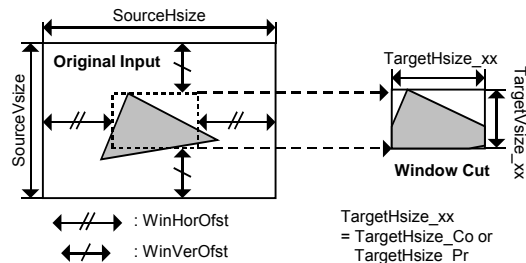 SourceHsize
Original Input
SourceVsize
TargetHsize_xx
TargetVsize_xx
Window Cut
: WinHorOfst
: WinVerOfst
TargetHsize_xx
= TargetHsize_Co or
TargetHsize_Pr